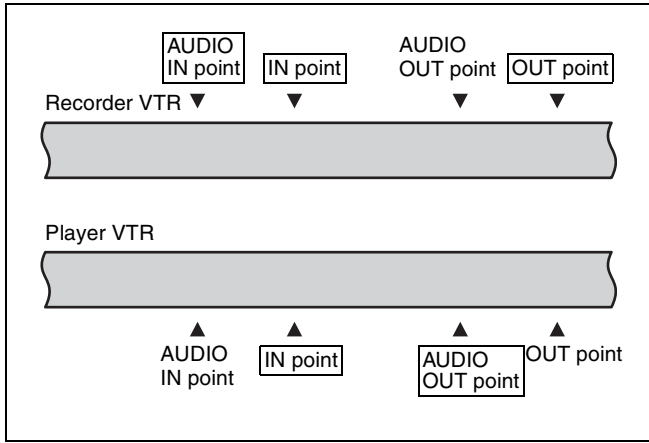 AUDIO
IN point
IN point
AUDIO
OUT point
OUT point
Recorder VTR
Player VTR
AUDIO
IN point
IN point
AUDIO
OUT point
OUT point